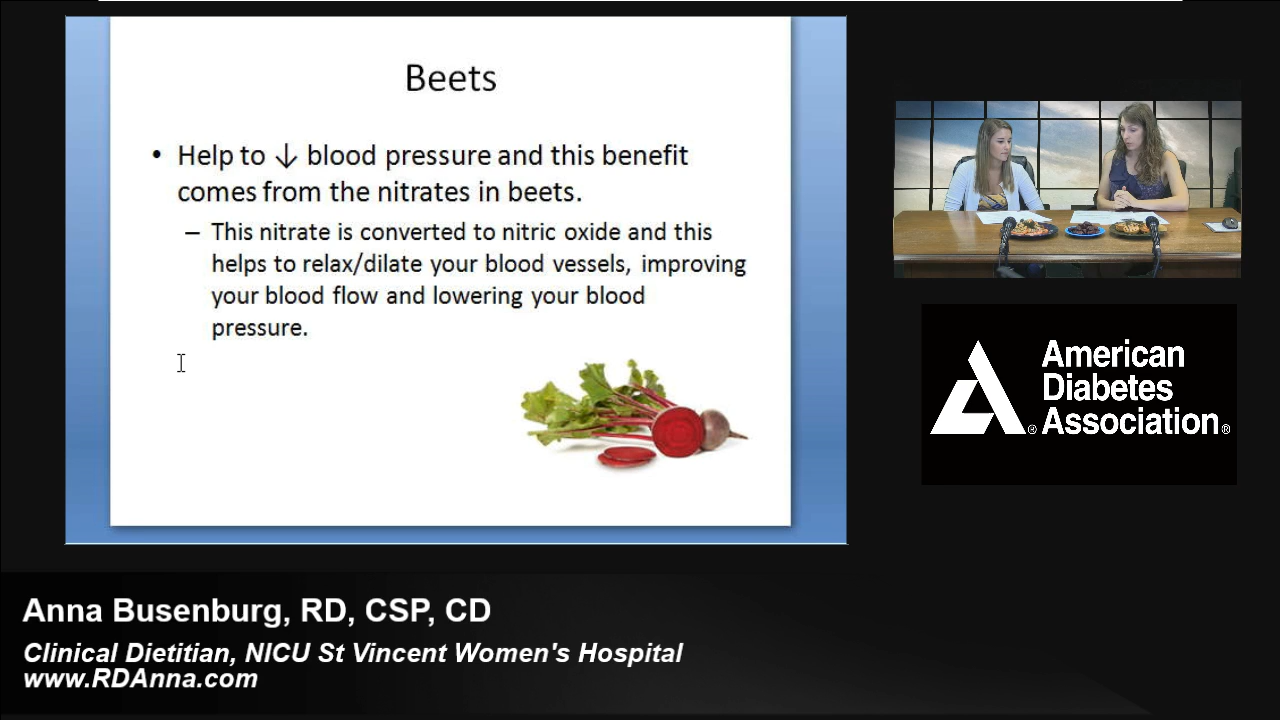 Beets
• Help to ↓ blood pressure and this benefit
comes from the nitrates in beets.
– This nitrate is converted to nitric oxide and this
helps to relax/dilate your blood vessels, improving
your blood flow and lowering your blood
pressure.
American
Diabetes
Association®
Anna Busenburg, RD, CSP, CD
Clinical Dietitian, NICU St Vincent Women's Hospital
www.RDAnna.com